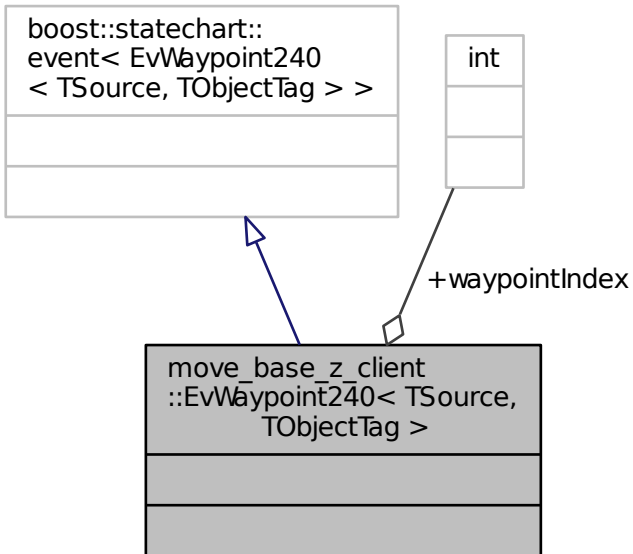 boost::statechart::
event< EvWaypoint240
< TSource, TObjectTag > >
int
+waypointIndex
move_base_z_client
::EvWaypoint240< TSource,
TObjectTag >